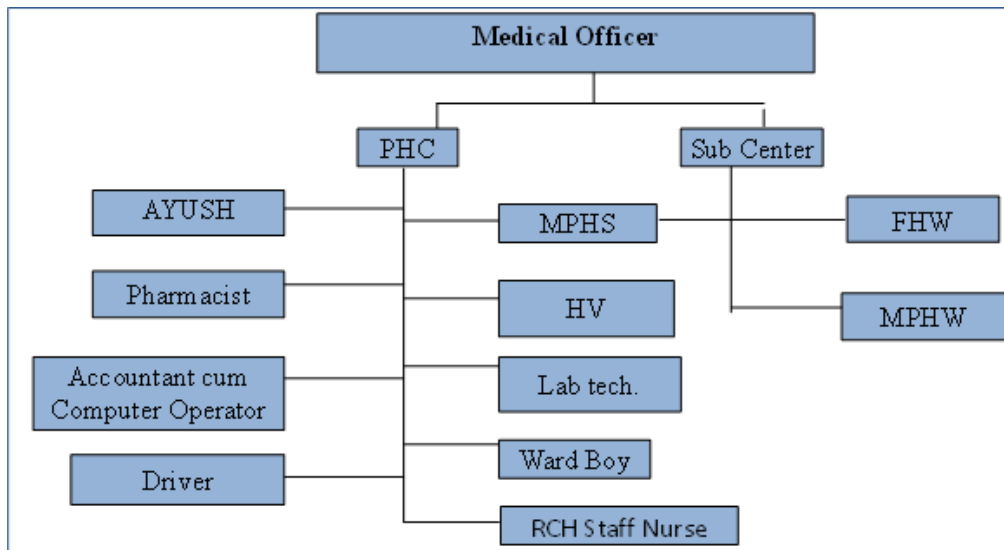 Medical Officer
PHC
Sub Center
AYUSH
MPHS
FHW
Pharmacist
HV
MPHW
Accountant cum
Computer Operator
Lab tech.
Ward Boy
Driver
RCH Staff Nurse